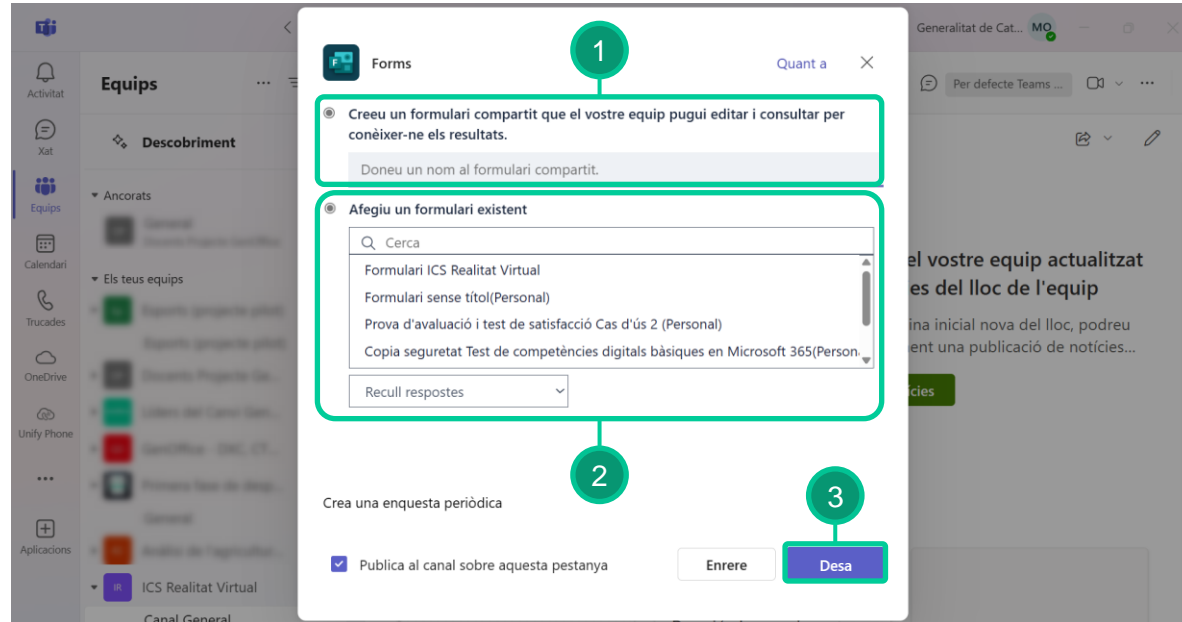 Generalitat de Cat...
MO
Activitat
Xat
Equips
Calendari
Trucades
OneDrive
Unify Phone
Aplicacions
Equips
Descobriment
Ancorats
Els teus equips
IR
ICS Realitat Virtual
Canal General
1
Forms
Quant a
Creeu un formulari compartit que el vostre equip pugui editar i consultar per
conèixer-ne els resultats.
Doneu un nom al formulari compartit.
Afegiu un formulari existent
Cerca
Formulari ICS Realitat Virtual
Formulari sense títol(Personal)
Prova d'avaluació i test de satisfacció Cas d'ús 2 (Personal)
Copia seguretat Test de competències digitals bàsiques en Microsoft 365(Person
Recull respostes
2
Crea una enquesta periòdica
3
Publica al canal sobre aquesta pestanya
Enrere
Desa
Per defecte Teams ...
el vostre equip actualitzat
es del lloc de l'equip
ina inicial nova del lloc, podreu
ent una publicació de notícies...
ícies